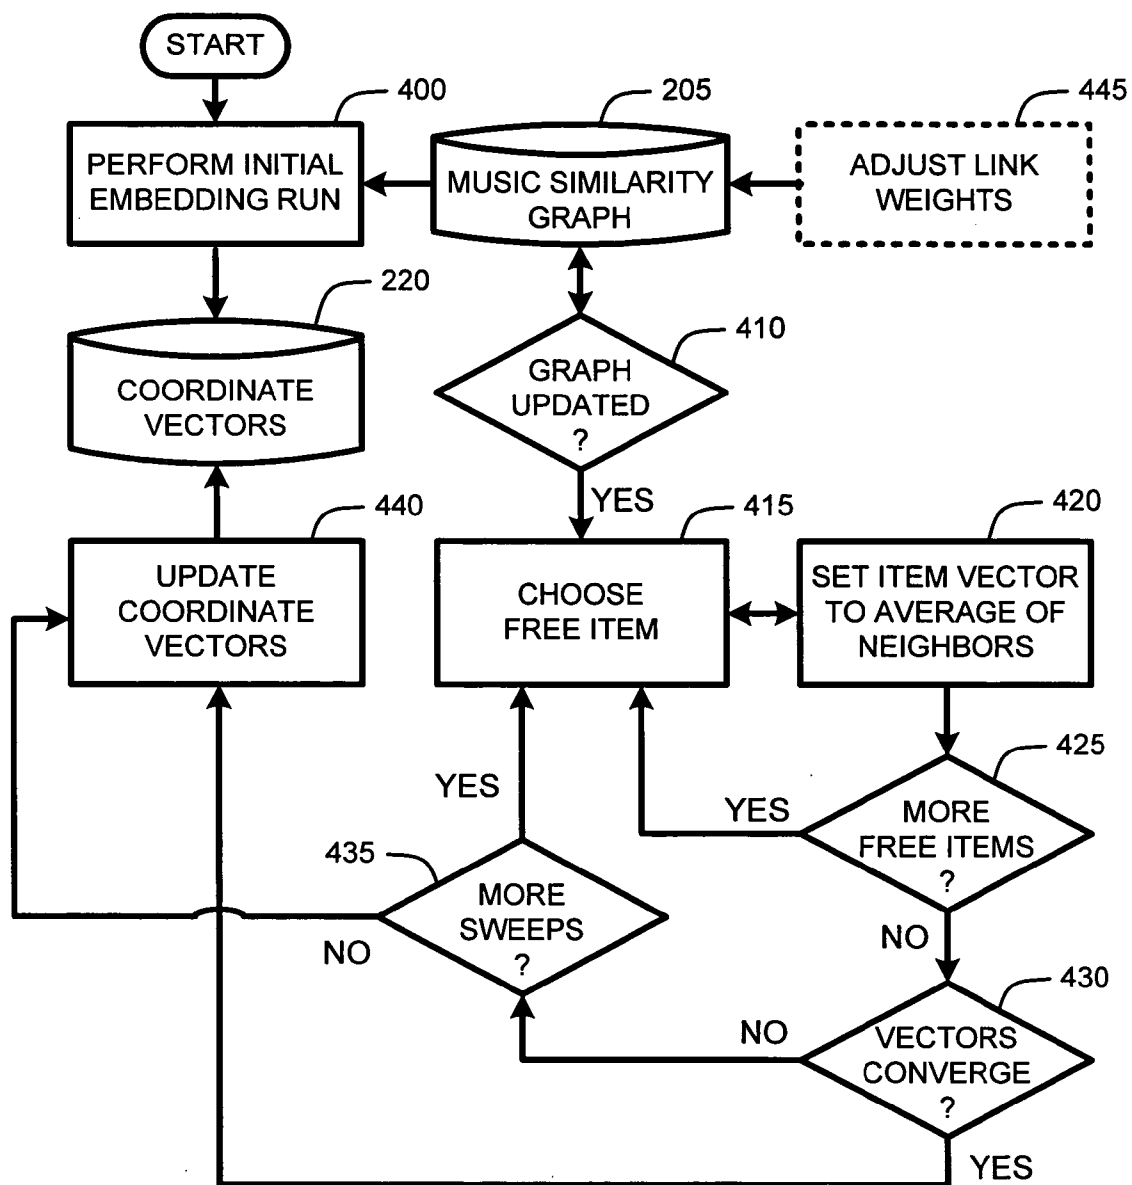 START
400
PERFORM INITIAL
EMBEDDING RUN
205
MUSIC SIMILARITY
GRAPH
445
ADJUST LINK
WEIGHTS
220
COORDINATE
VECTORS
410
GRAPH
UPDATED
?
YES
440
UPDATE
COORDINATE
VECTORS
415
CHOOSE
FREE ITEM
420
SET ITEM VECTOR
TO AVERAGE OF
NEIGHBORS
425
MORE
FREE ITEMS
?
YES
NO
YES
435
MORE
SWEEPS
?
NO
430
VECTORS
CONVERGE
?
NO
YES